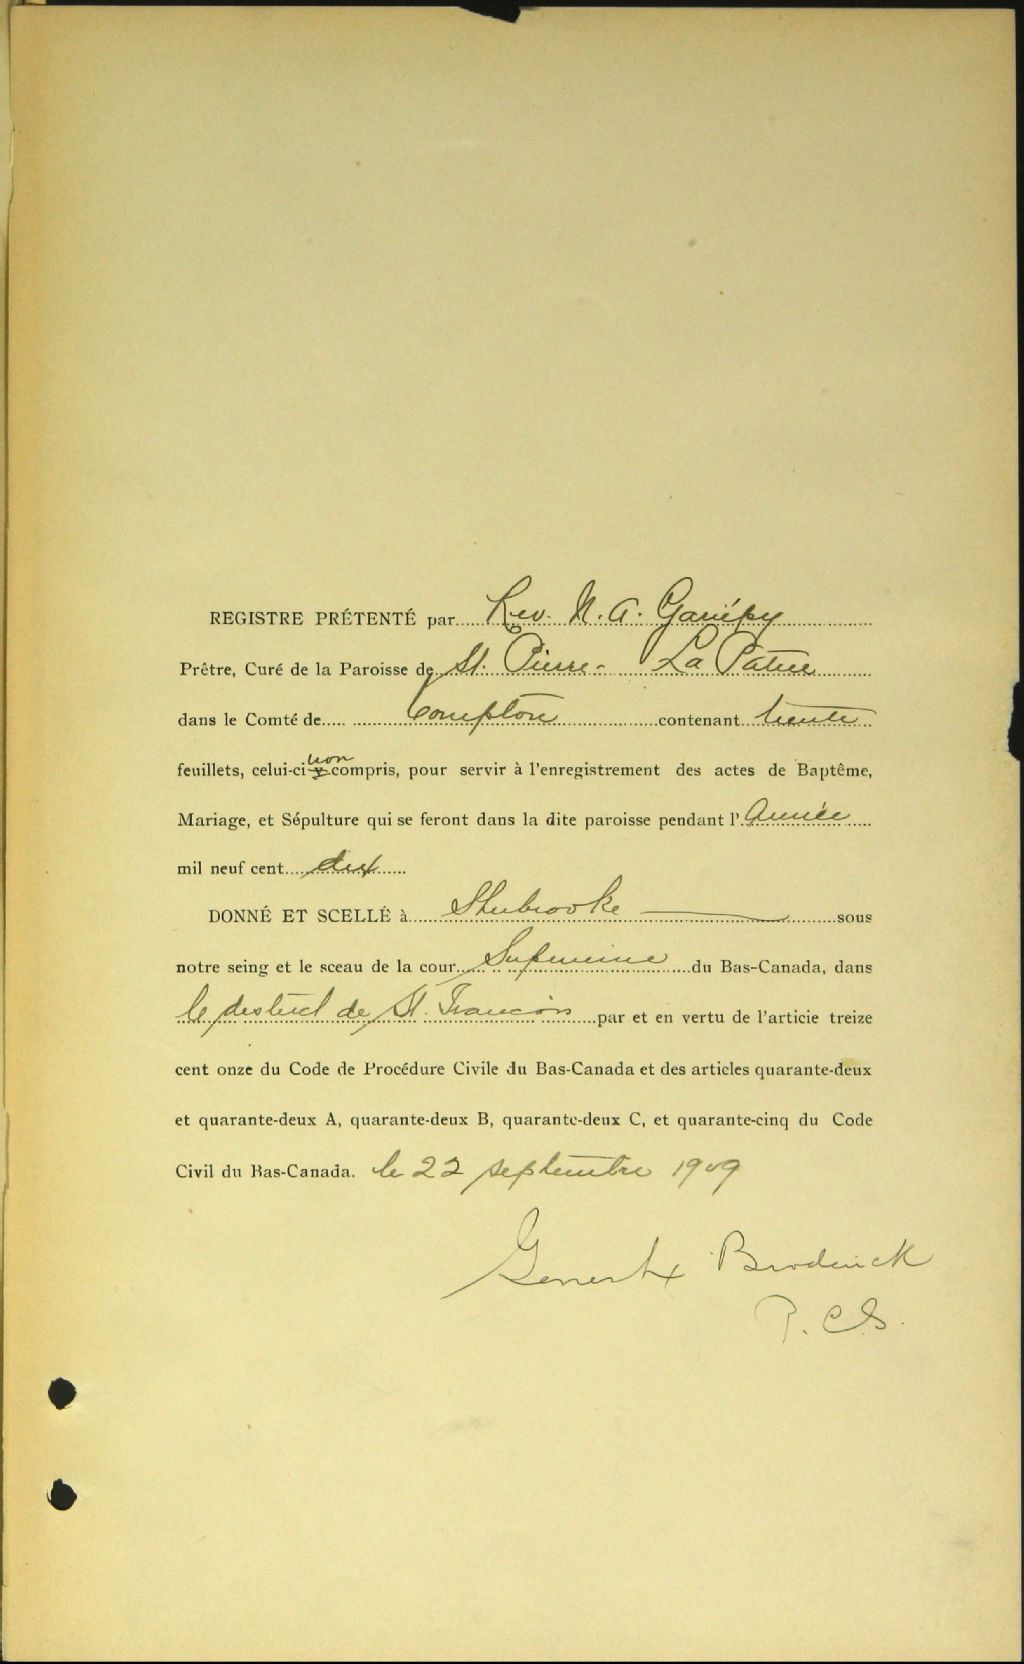 REGISTRE PRÉTENTÉ par Rev. N. A. Gariépy
Prêtre, Curé de la Paroisse de St. Pierre - La Patrie
dans le Comté de Compton contenant trente
feuillets, celui-ci non compris, pour servir à l'enregistrement des actes de Baptême,
Mariage, et Sépulture qui se feront dans la dite paroisse pendant l'Année
mil neuf cent dix
DONNÉ ET SCELLÉ à Sherbrooke sous
notre seing et le sceau de la cour Supérieure du Bas-Canada, dans
le district de St. François par et en vertu de l'articie treize
cent onze du Code de Procédure Civile du Bas-Canada et des articles quarante-deux
et quarante-deux A, quarante-deux B, quarante-deux C, et quarante-cinq du Code
Civil du Bas-Canada. le 22 septembre 1909
Broderick
P. C. S.